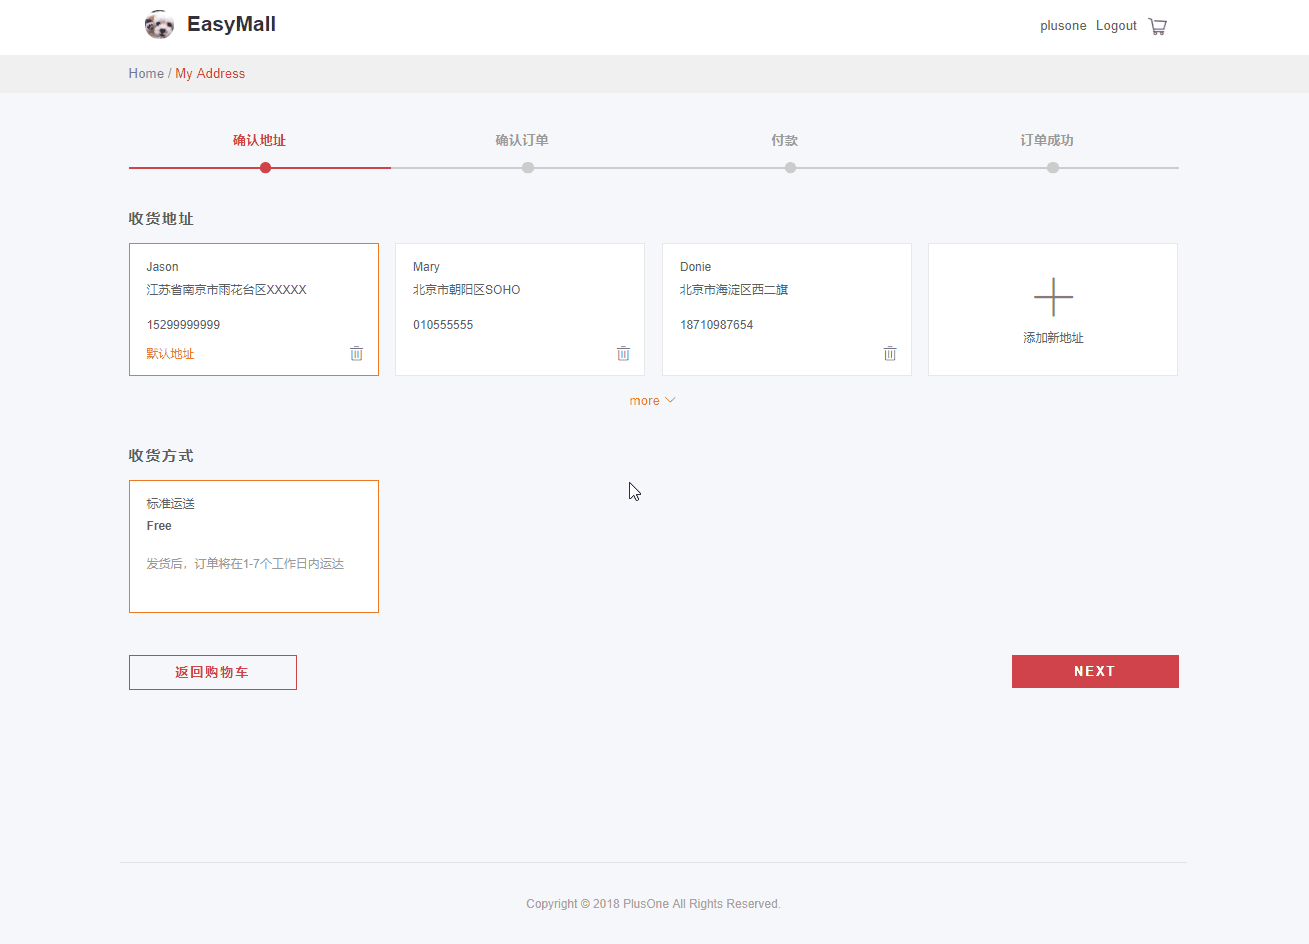 EasyMall
plusone Logout
Home / My Address
确认地址 确认订单 付款 订单成功
收货地址
Jason
江苏省南京市雨花台区XXXXX
15299999999
默认地址
Mary
北京市朝阳区SOHO
010555555
Donie
北京市海淀区西二旗
18710987654
添加新地址
more
收货方式
标准运送
Free
发货后，订单将在1-7个工作日内运达
返回购物车
NEXT
Copyright © 2018 PlusOne All Rights Reserved.